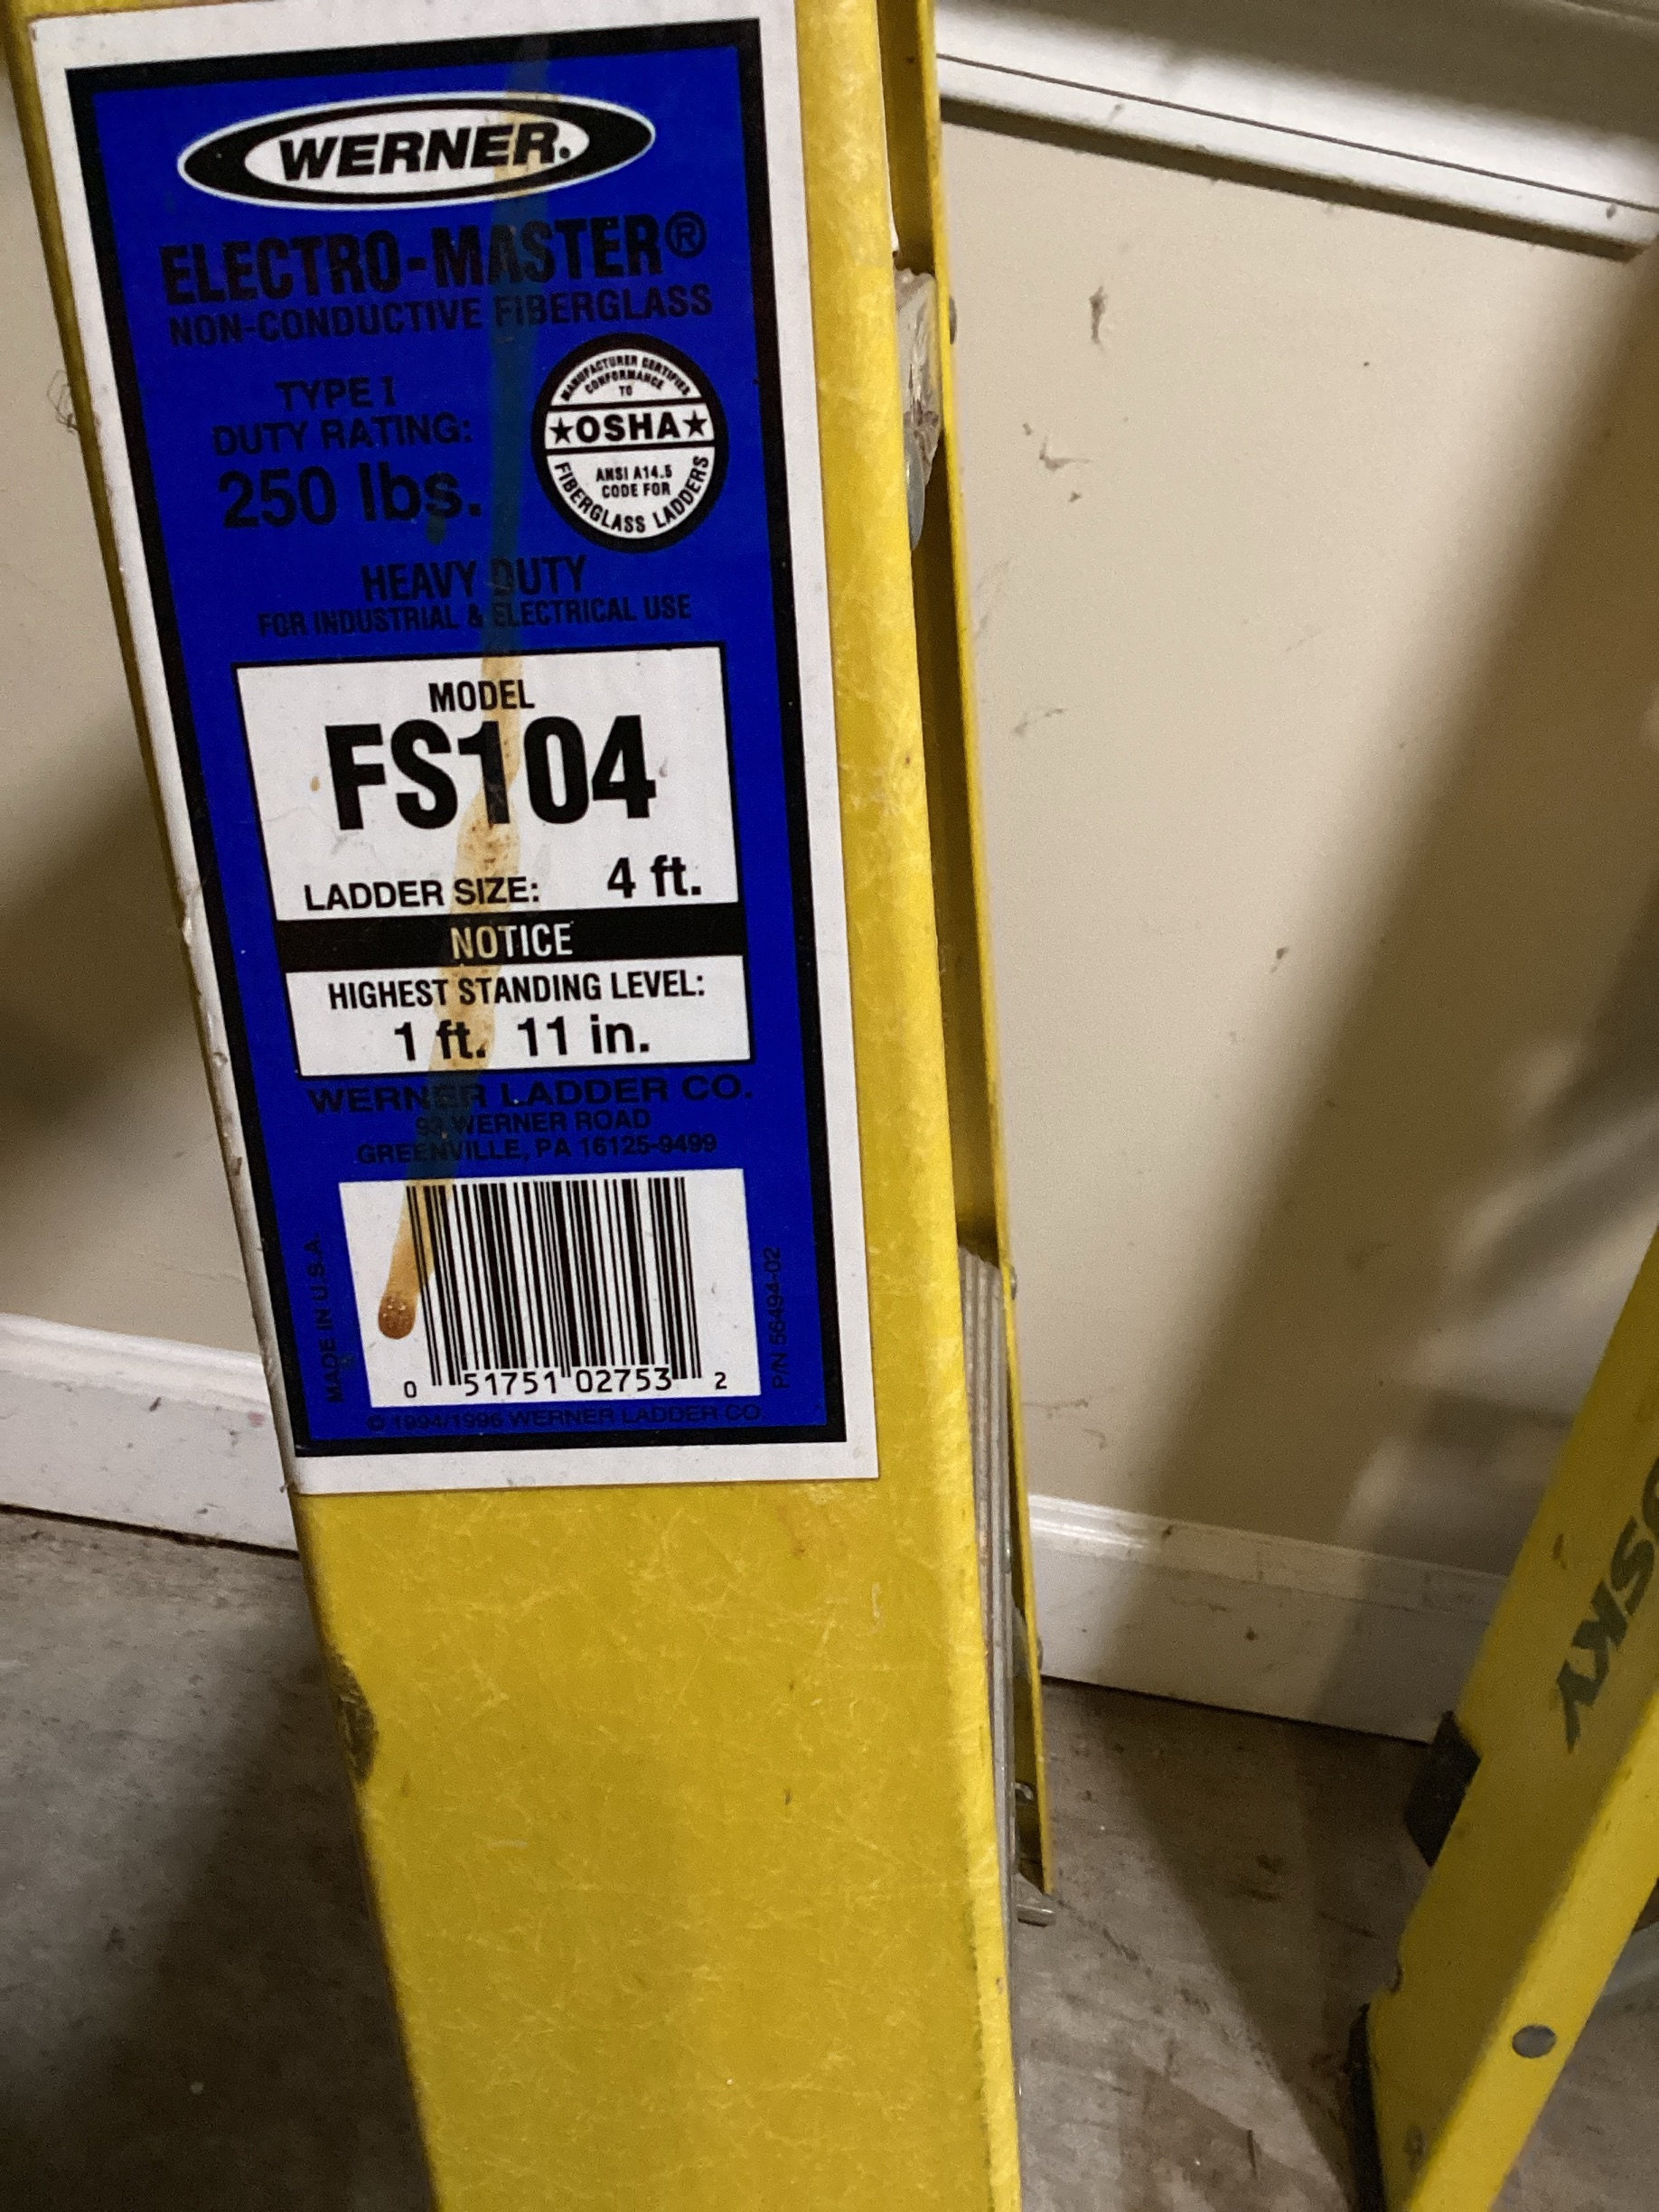 WERNER.
ELECTRO-MASTER®
NON-CONDUCTIVE FIBERGLASS
TYPE I
DUTY RATING:
250 lbs.
MANUFACTURER CERTIFIES
CONFORMANCE
TO
★OSHA★
ANSI A14.5
CODE FOR
FIBERGLASS LADDERS
HEAVY DUTY
FOR INDUSTRIAL & ELECTRICAL USE
MODEL
FS104
LADDER SIZE: 4 ft.
NOTICE
HIGHEST STANDING LEVEL:
1 ft. 11 in.
WERNER LADDER CO.
93 WERNER ROAD
GREENVILLE, PA 16125-9499
MADE IN U.S.A.
0 51751 02753 2
P/N 56494-02
© 1994/1996 WERNER LADDER CO.
SKY